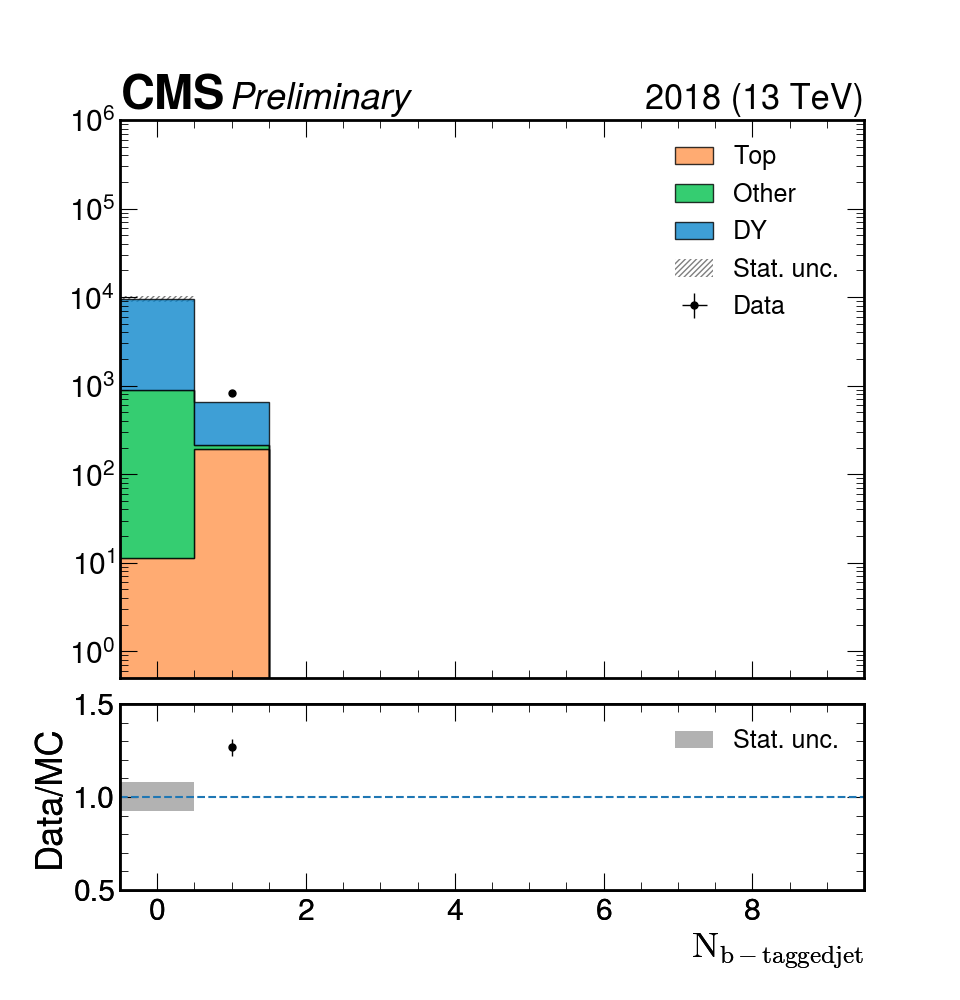 CMS Preliminary 2018 (13 TeV)
10^6
Top
Other
10^5
DY
Stat. unc.
10^4
Data
10^3
10^2
10^1
10^0
1.5
Stat. unc.
Data/MC
1.0
0.5
0 2 4 6 8
N_b−taggedjet